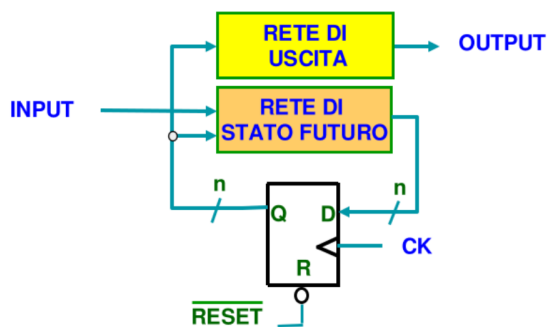 RETE DI
USCITA
OUTPUT
INPUT
RETE DI
STATO FUTURO
n
n
Q
D
CK
R
RESET